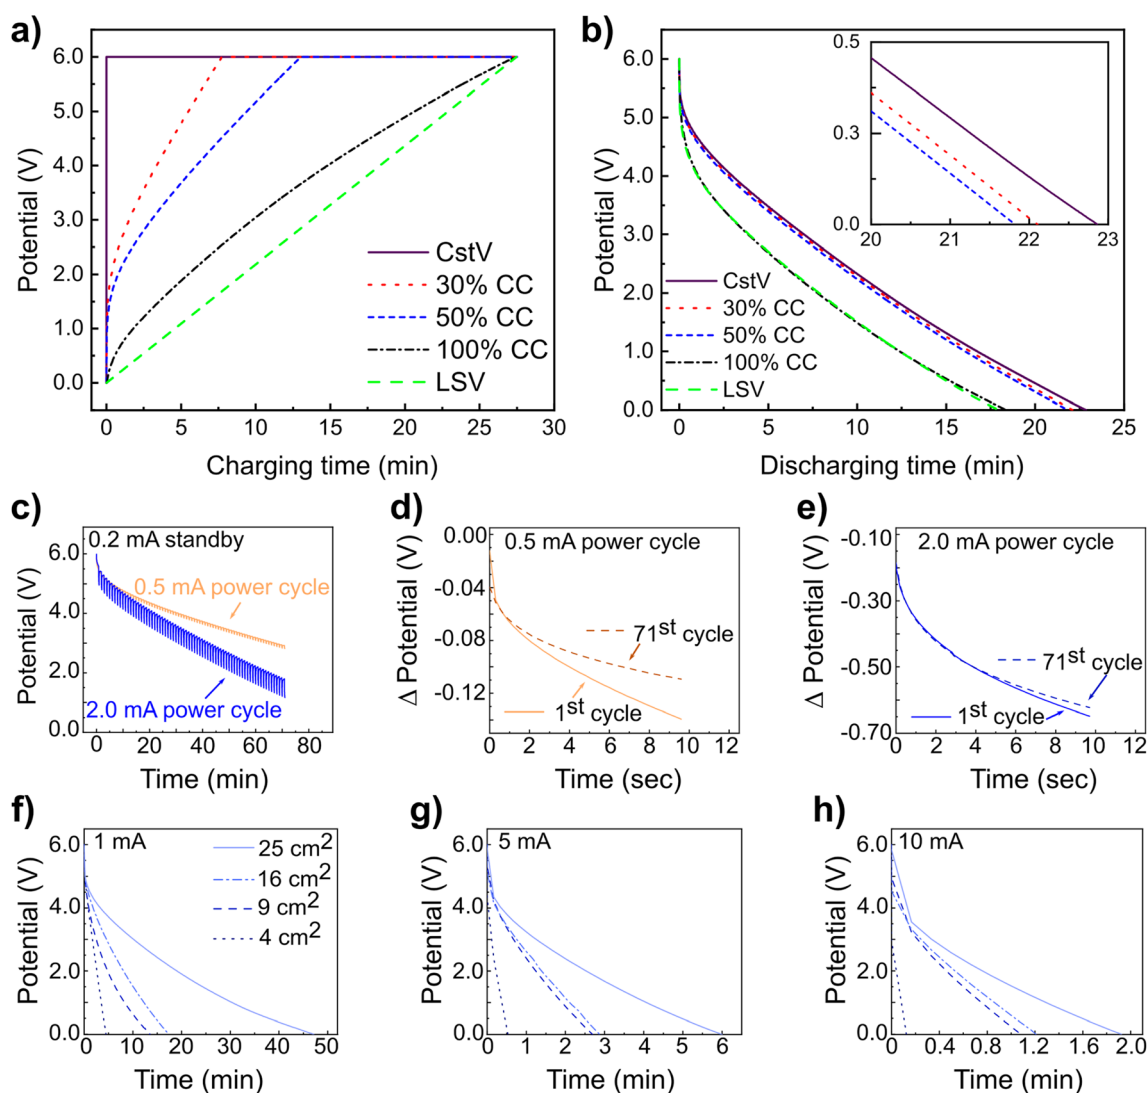 a)
6.0
5.0
4.0
3.0
2.0
1.0
0.0
Potential (V)
CstV
30% CC
50% CC
100% CC
LSV
0 5 10 15 20 25 30
Charging time (min)
b)
6.0
5.0
4.0
3.0
2.0
1.0
0.0
Potential (V)
0.5
0.3
0.0
20 21 22 23
CstV
30% CC
50% CC
100% CC
LSV
0 5 10 15 20 25
Discharging time (min)
c)
0.2 mA standby
6.0
4.0
2.0
0.0
Potential (V)
0.5 mA power cycle
2.0 mA power cycle
0 20 40 60 80
Time (min)
d)
0.00
-0.04
-0.08
-0.12
Δ Potential (V)
0.5 mA power cycle
71st cycle
1st cycle
0 2 4 6 8 10 12
Time (sec)
e)
-0.10
-0.30
-0.50
-0.70
Δ Potential (V)
2.0 mA power cycle
71st cycle
1st cycle
0 2 4 6 8 10 12
Time (sec)
f)
1 mA
6.0
4.0
2.0
0.0
Potential (V)
25 cm2
16 cm2
9 cm2
4 cm2
0 10 20 30 40 50
Time (min)
g)
5 mA
6.0
4.0
2.0
0.0
Potential (V)
0 1 2 3 4 5 6
Time (min)
h)
10 mA
6.0
4.0
2.0
0.0
Potential (V)
0 0.4 0.8 1.2 1.6 2.0
Time (min)